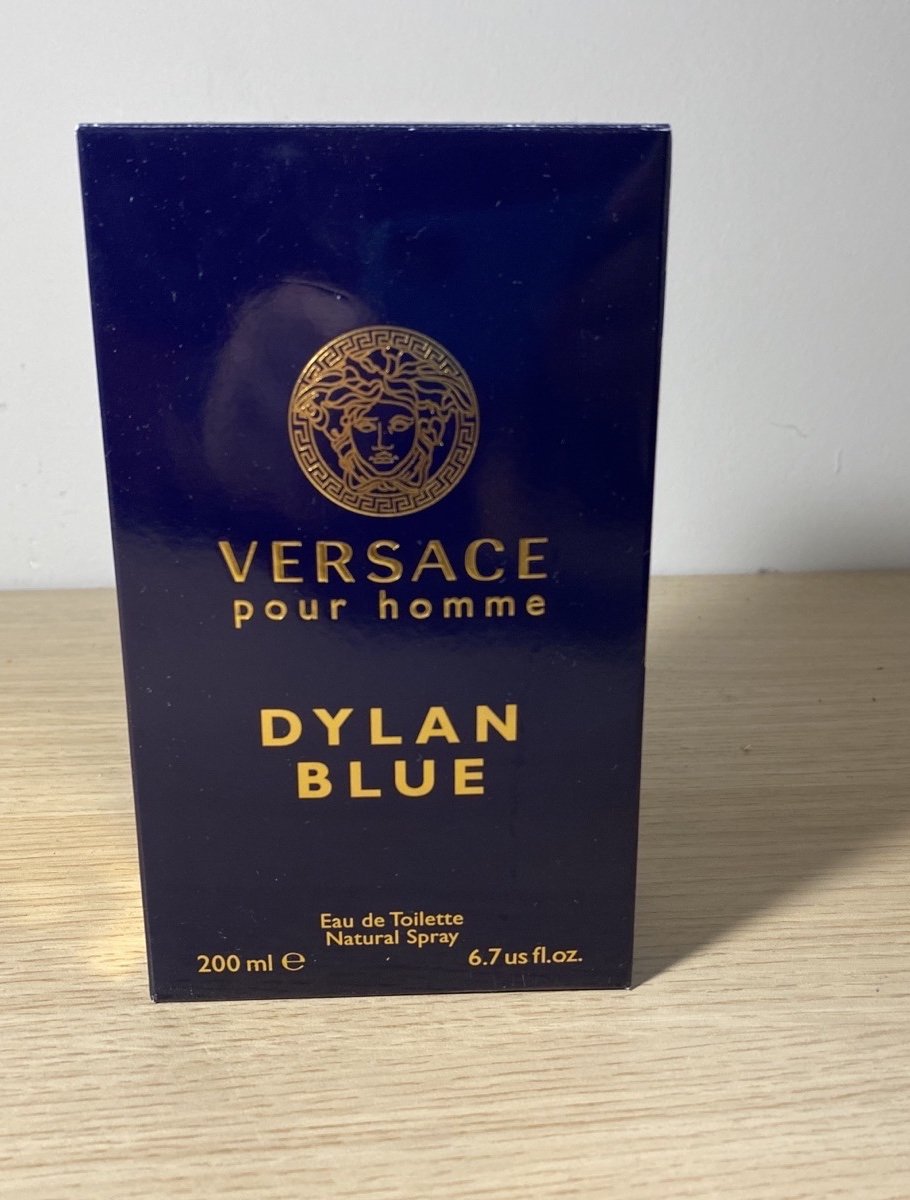 VERSACE
pour homme
DYLAN
BLUE
Eau de Toilette
Natural Spray
200 ml ℮
6.7 us fl.oz.